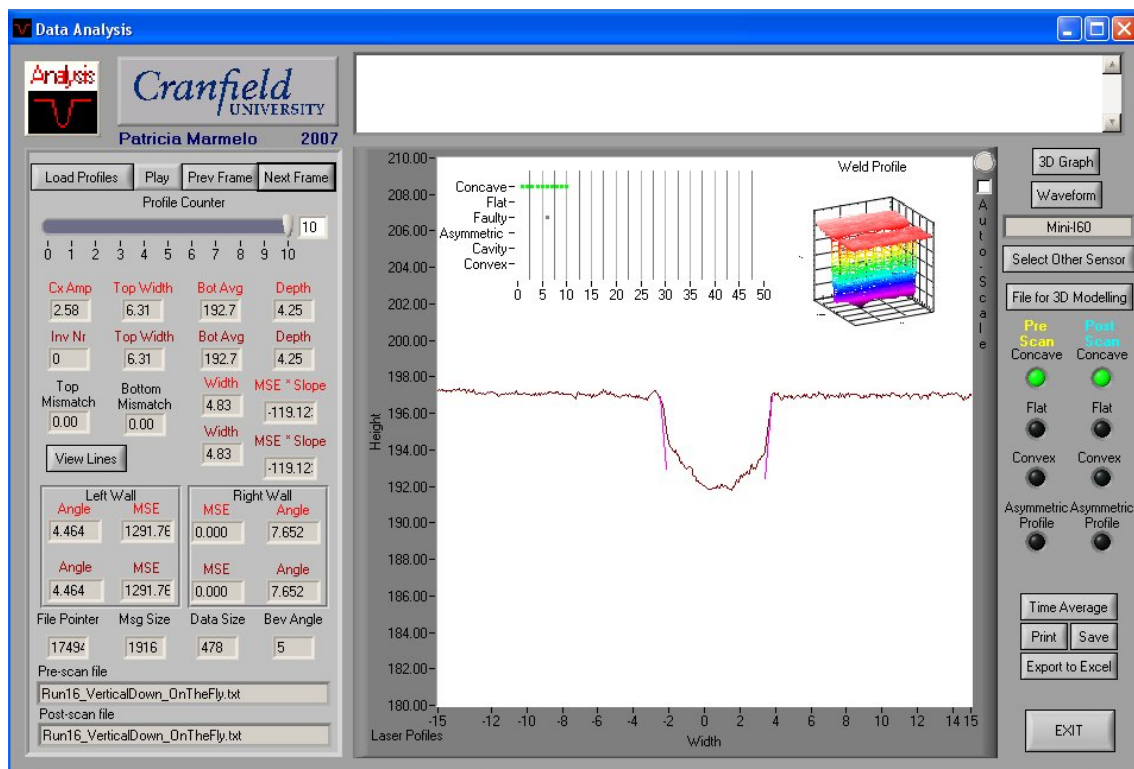 Data Analysis
Analysis
Cranfield
UNIVERSITY
Patricia Marmelo 2007
Load Profiles Play Prev Frame Next Frame
Profile Counter
10
0 1 2 3 4 5 6 7 8 9 10
Cx Amp Top Width Bot Avg Depth
2.58 6.31 192.7 4.25
Inv Nr Top Width Bot Avg Depth
0 6.31 192.7 4.25
Top Mismatch Bottom Mismatch Width MSE * Slope
0.00 0.00 4.83 -119.12
Width MSE * Slope
4.83 -119.12
View Lines
Left Wall Right Wall
Angle MSE MSE Angle
4.464 1291.76 0.000 7.652
Angle MSE MSE Angle
4.464 1291.76 0.000 7.652
File Pointer Msg Size Data Size Bev Angle
17494 1916 478 5
Pre-scan file
Run16_VerticalDown_OnTheFly.txt
Post-scan file
Run16_VerticalDown_OnTheFly.txt
210.00
208.00
206.00
204.00
202.00
200.00
198.00
196.00
194.00
192.00
190.00
188.00
186.00
184.00
182.00
180.00
Height
Concave
Flat
Faulty
Asymmetric
Cavity
Convex
0 5 10 15 20 25 30 35 40 45 50
Weld Profile
-15 -12 -10 -8 -6 -4 -2 0 2 4 6 8 10 12 14 15
Laser Pofiles
Width
Auto-Scale
3D Graph
Waveform
Mini-I60
Select Other Sensor
File for 3D Modelling
Pre Scan Post Scan
Concave Concave
Flat Flat
Convex Convex
Asymmetric Profile Asymmetric Profile
Time Average
Print Save
Export to Excel
EXIT